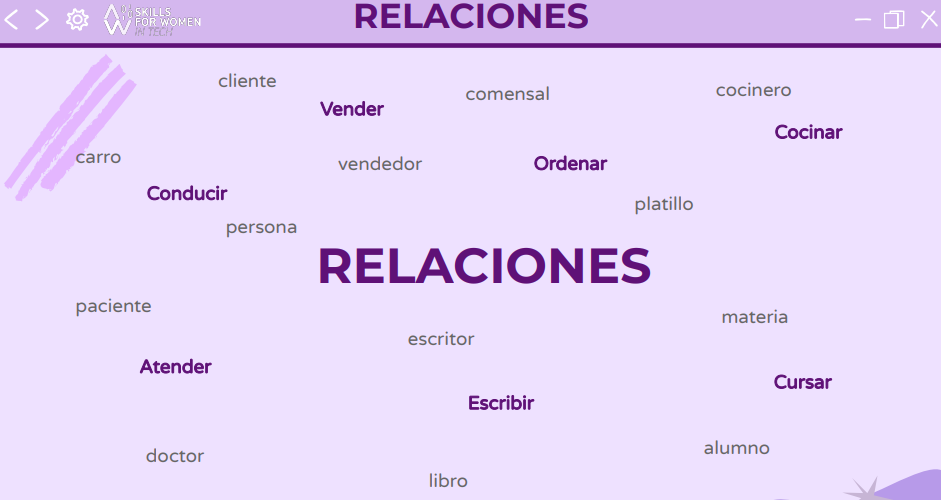 SKILLS
FOR WOMEN
IN TECH
RELACIONES
cliente
comensal
cocinero
Vender
Cocinar
carro
vendedor
Ordenar
Conducir
platillo
persona
RELACIONES
paciente
materia
escritor
Atender
Cursar
Escribir
alumno
doctor
libro